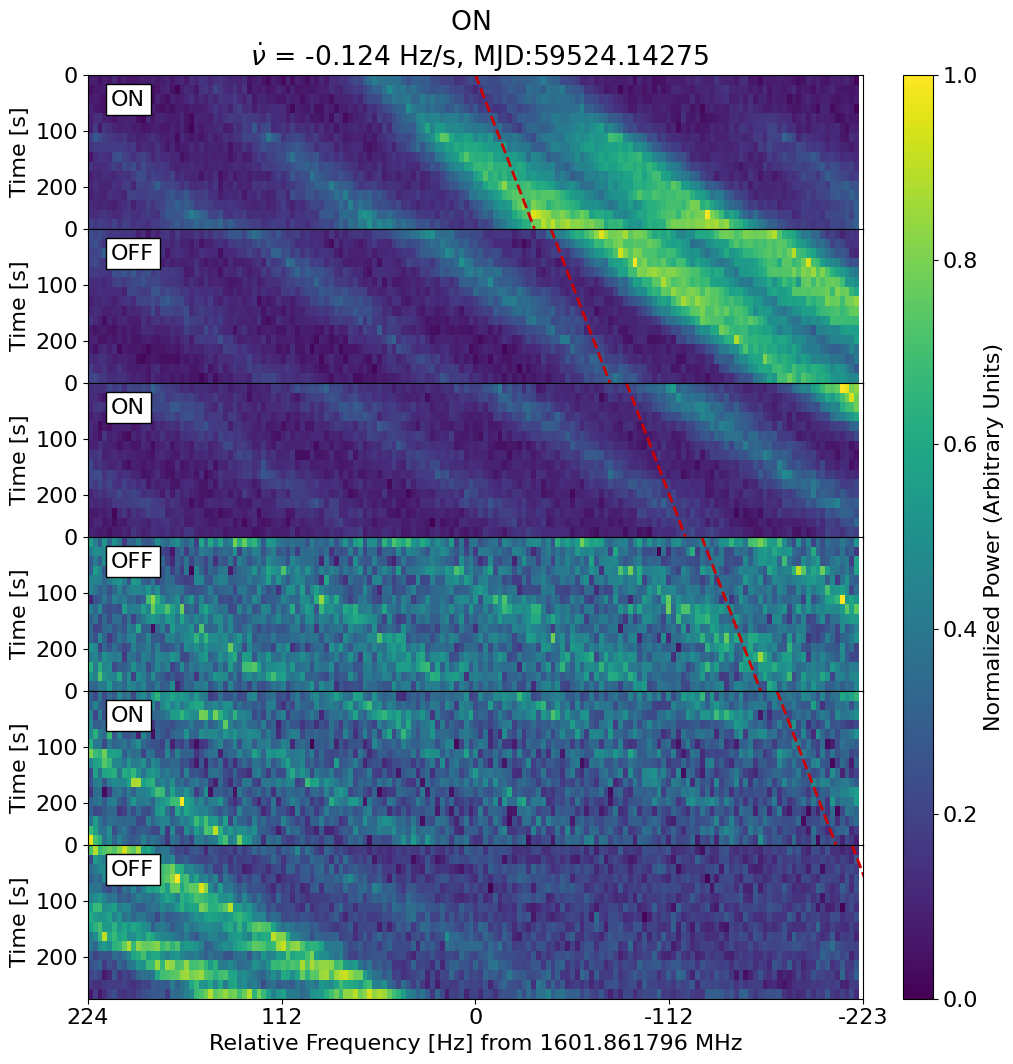 ON
ν̇ = -0.124 Hz/s, MJD:59524.14275
0
ON
100
Time [s]
200
0
OFF
100
Time [s]
200
0
ON
100
Time [s]
200
0
OFF
100
Time [s]
200
0
ON
100
Time [s]
200
0
OFF
100
Time [s]
200
224 112 0 -112 -223
Relative Frequency [Hz] from 1601.861796 MHz
1.0
0.8
0.6
0.4
0.2
0.0
Normalized Power (Arbitrary Units)